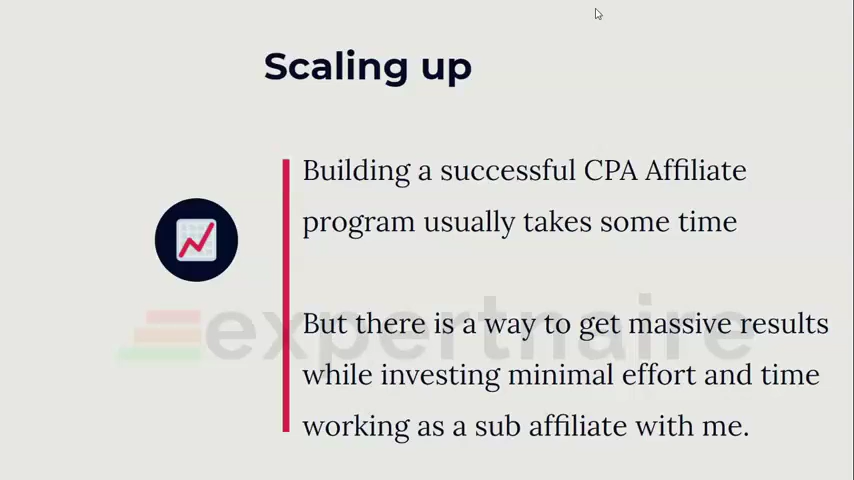 Scaling up
Building a successful CPA Affiliate
program usually takes some time
But there is a way to get massive results
while investing minimal effort and time
working as a sub affiliate with me.
expertnaire